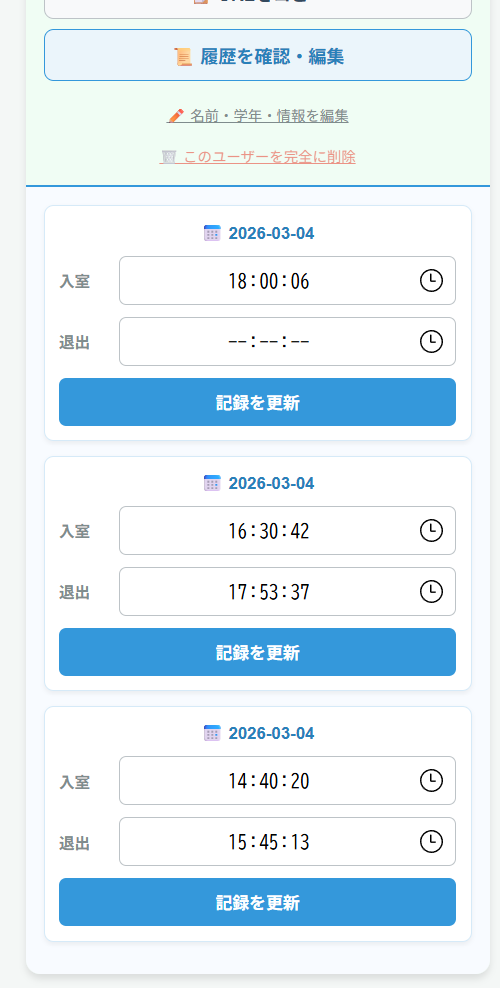 履歴を確認・編集
名前・学年・情報を編集
このユーザーを完全に削除
2026-03-04
入室 18:00:06
退出 --:--:--
記録を更新
2026-03-04
入室 16:30:42
退出 17:53:37
記録を更新
2026-03-04
入室 14:40:20
退出 15:45:13
記録を更新